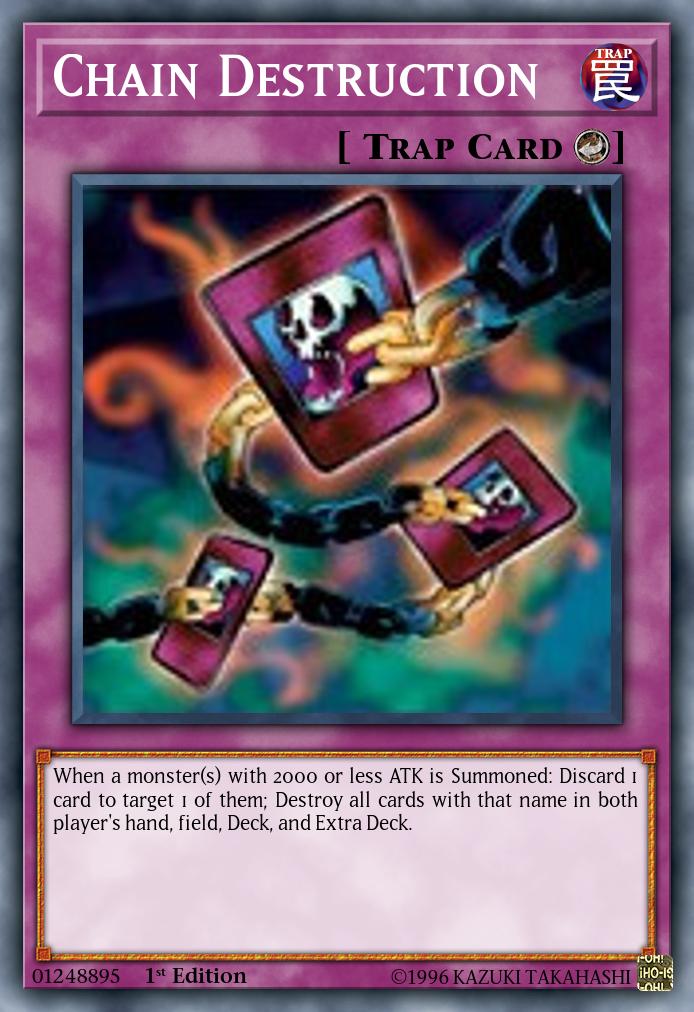 Chain Destruction
TRAP
罠
[ Trap Card ]
When a monster(s) with 2000 or less ATK is Summoned: Discard 1
card to target 1 of them; Destroy all cards with that name in both
player's hand, field, Deck, and Extra Deck.
01248895 1st Edition ©1996 KAZUKI TAKAHASHI